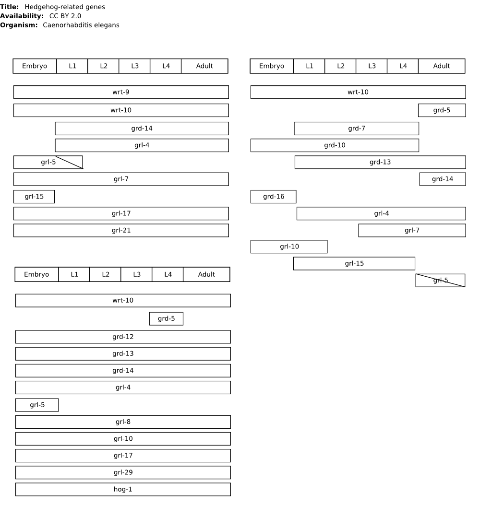 Title: Hedgehog-related genes
Availability: CC BY 2.0
Organism: Caenorhabditis elegans
Embryo L1 L2 L3 L4 Adult
wrt-9
wrt-10
grd-14
grl-4
grl-5
grl-7
grl-15
grl-17
grl-21
Embryo L1 L2 L3 L4 Adult
wrt-10
grd-5
grd-7
grd-10
grd-13
grd-14
grd-16
grl-4
grl-7
grl-10
grl-15
grl-5
Embryo L1 L2 L3 L4 Adult
wrt-10
grd-5
grd-12
grd-13
grd-14
grl-4
grl-5
grl-8
grl-10
grl-17
grl-29
hog-1